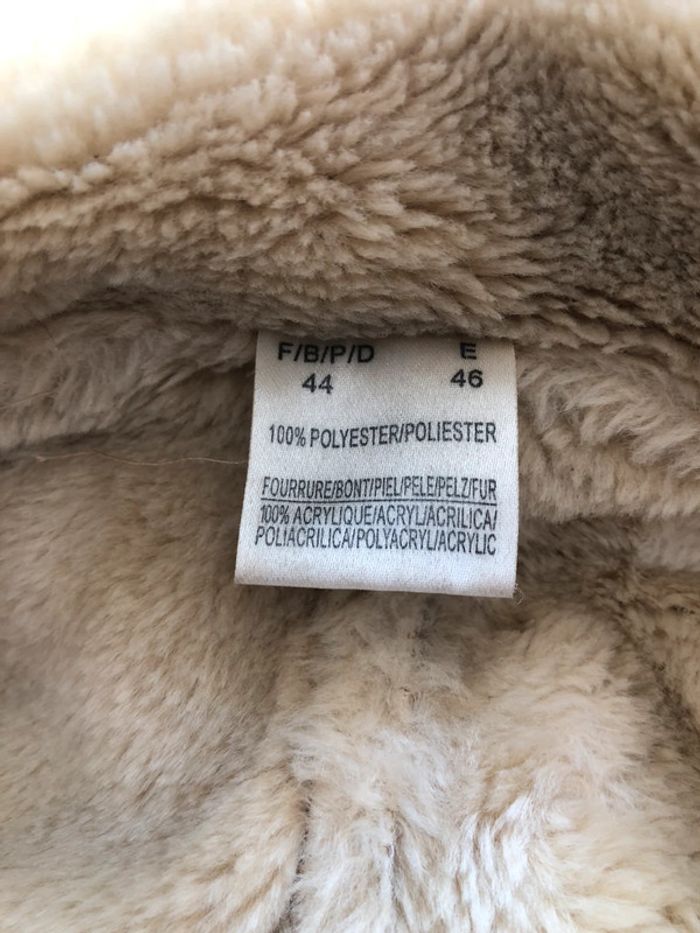 F/B/P/D E
44 46
100% POLYESTER/POLIESTER
FOURRURE/BONT/PIEL/PELE/PELZ/FUR
100% ACRYLIQUE/ACRYL/ACRILICA/
POLIACRILICA/POLYACRYL/ACRYLIC